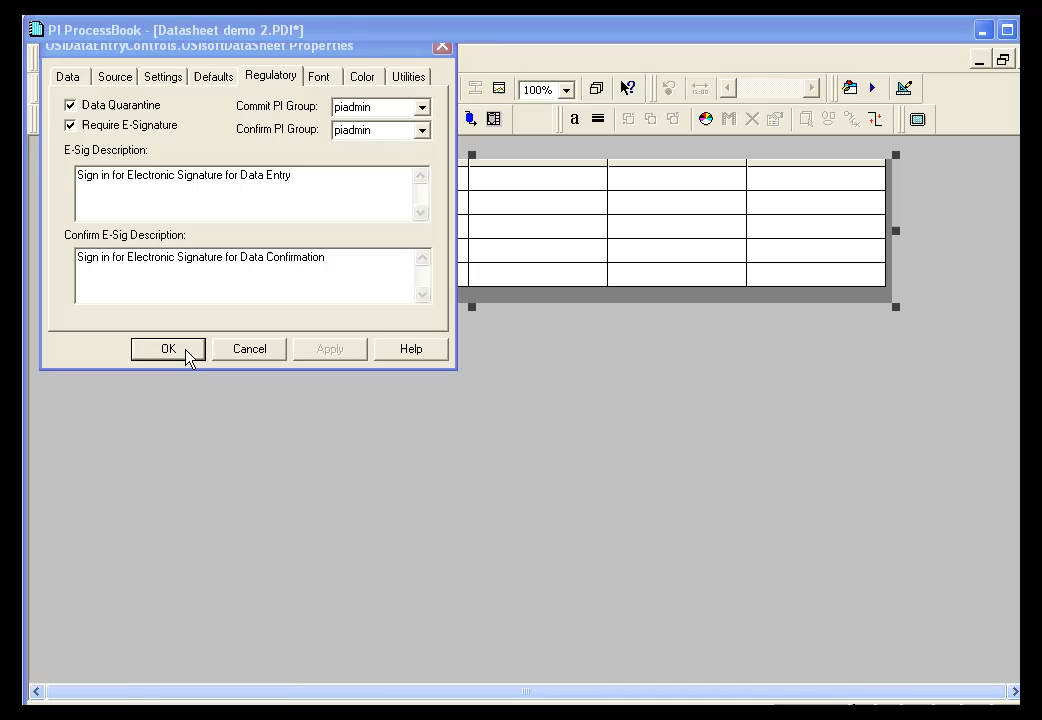 PI ProcessBook - [Datasheet demo 2.PDI*]
OSIDataEntryControls.OSIsoftDataSheet Properties
Data Source Settings Defaults Regulatory Font Color Utilities
100%
Data Quarantine Commit PI Group: piadmin
Require E-Signature Confirm PI Group: piadmin
a
E-Sig Description:
Sign in for Electronic Signature for Data Entry
Confirm E-Sig Description:
Sign in for Electronic Signature for Data Confirmation
OK Cancel Apply Help